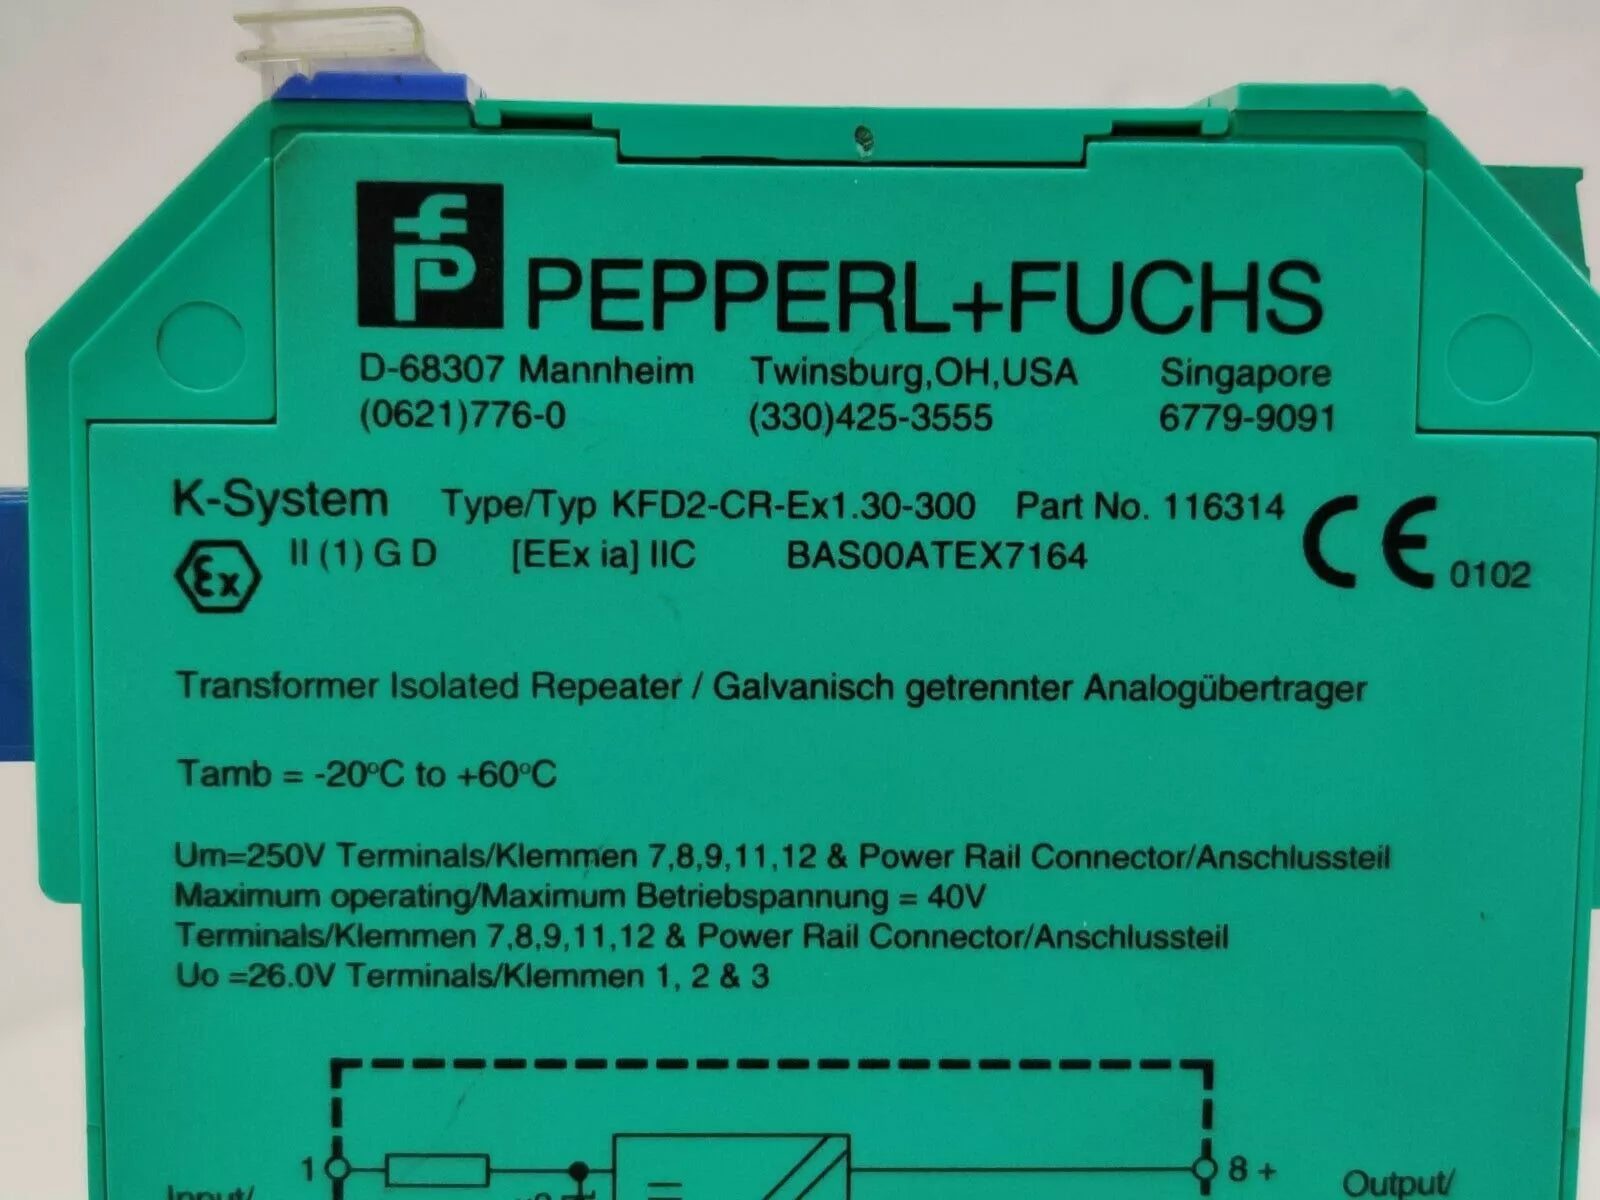 fp PEPPERL+FUCHS
D-68307 Mannheim Twinsburg,OH,USA Singapore
(0621)776-0 (330)425-3555 6779-9091
K-System Type/Typ KFD2-CR-Ex1.30-300 Part No. 116314 CE 0102
Ex II (1) G D [EEx ia] IIC BAS00ATEX7164
Transformer Isolated Repeater / Galvanisch getrennter Analogübertrager
Tamb = -20°C to +60°C
Um=250V Terminals/Klemmen 7,8,9,11,12 & Power Rail Connector/Anschlussteil
Maximum operating/Maximum Betriebspannung = 40V
Terminals/Klemmen 7,8,9,11,12 & Power Rail Connector/Anschlussteil
Uo =26.0V Terminals/Klemmen 1, 2 & 3
1 8 +
Input/ Output/